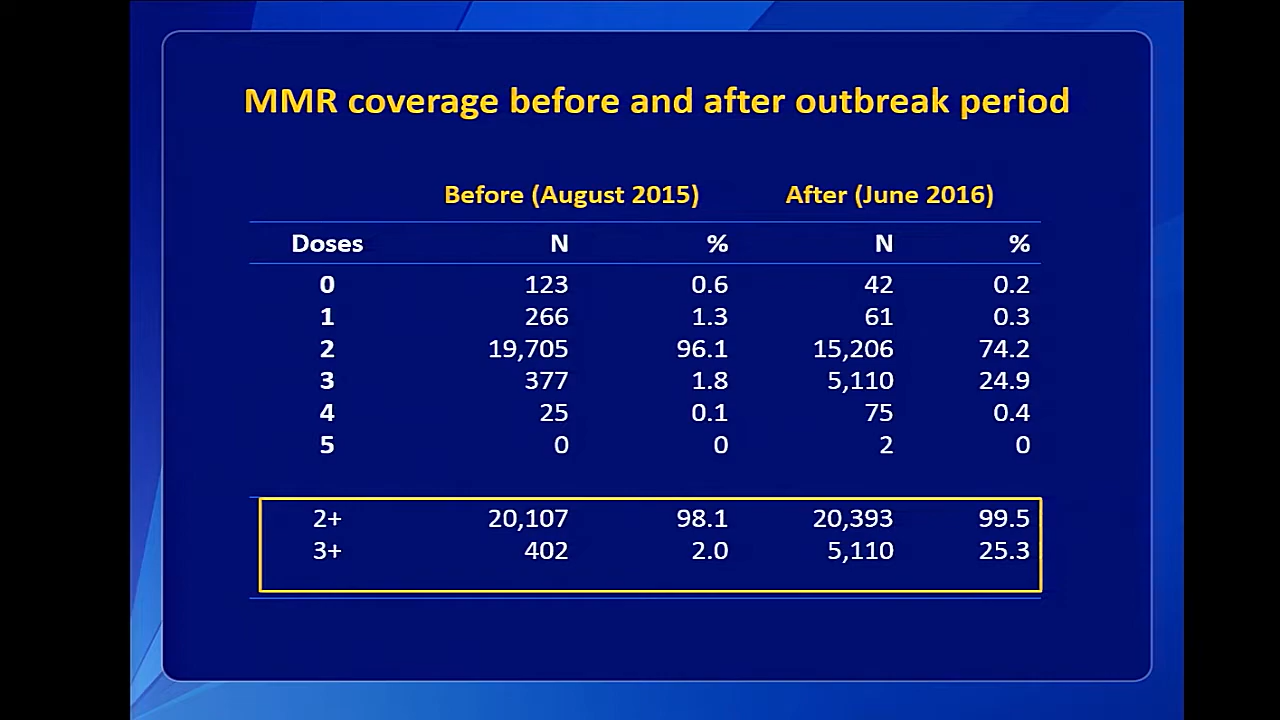 MMR coverage before and after outbreak period
Before (August 2015) After (June 2016)
Doses N % N %
0 123 0.6 42 0.2
1 266 1.3 61 0.3
2 19,705 96.1 15,206 74.2
3 377 1.8 5,110 24.9
4 25 0.1 75 0.4
5 0 0 2 0
2+ 20,107 98.1 20,393 99.5
3+ 402 2.0 5,110 25.3